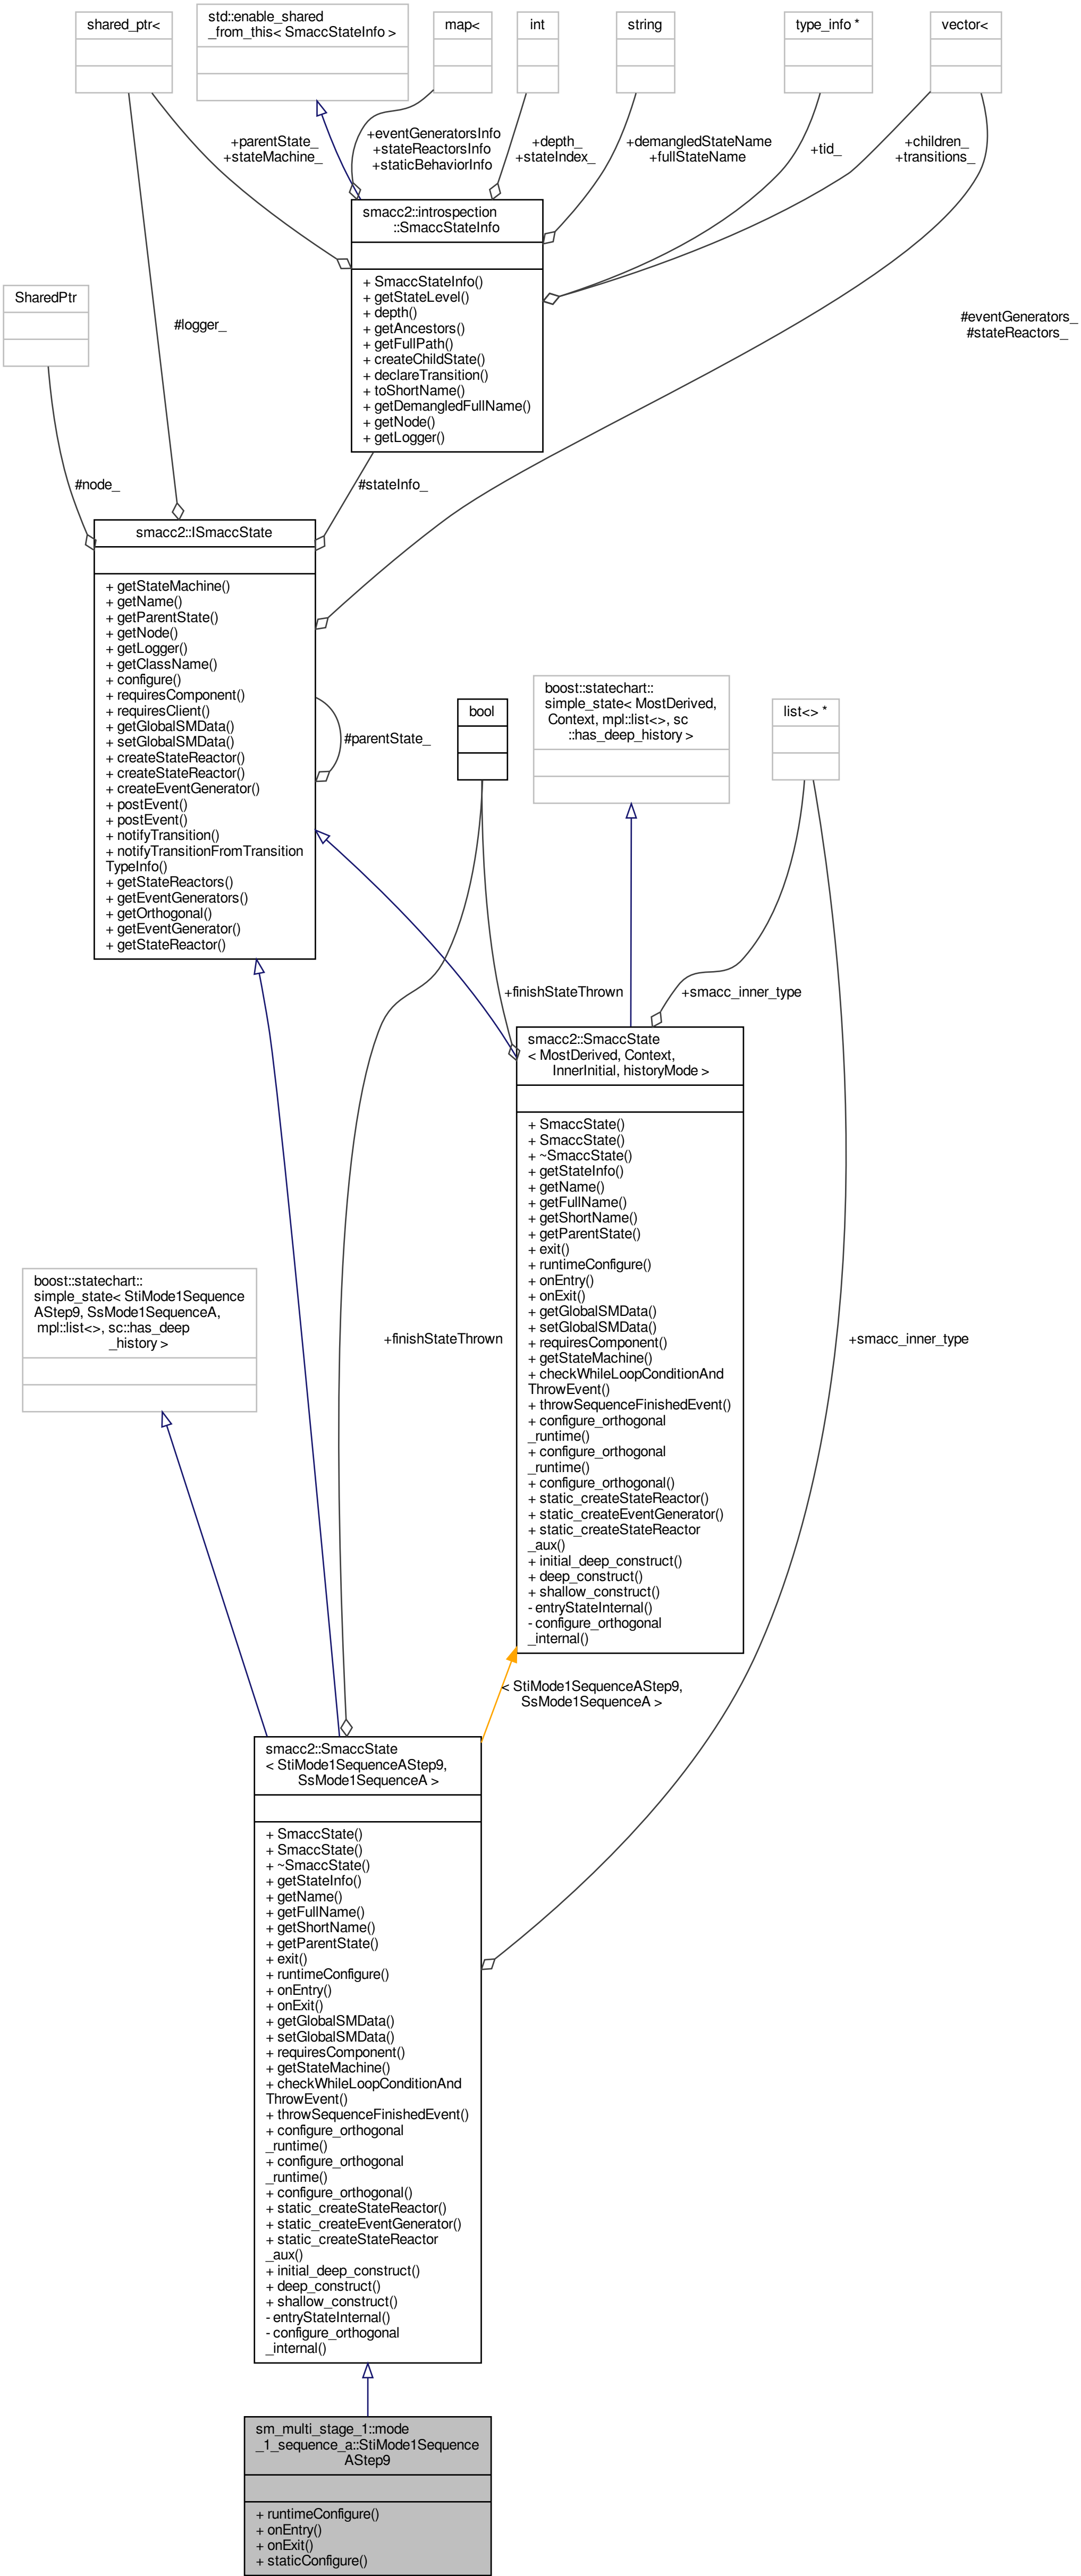 shared_ptr<
std::enable_shared
_from_this< SmaccStateInfo >
map<
int
string
type_info *
vector<
+parentState_
+stateMachine_
+eventGeneratorsInfo
+stateReactorsInfo
+staticBehaviorInfo
+depth_
+stateIndex_
+demangledStateName
+fullStateName
+tid_
+children_
+transitions_
smacc2::introspection
::SmaccStateInfo
+ SmaccStateInfo()
+ getStateLevel()
+ depth()
+ getAncestors()
+ getFullPath()
+ createChildState()
+ declareTransition()
+ toShortName()
+ getDemangledFullName()
+ getNode()
+ getLogger()
SharedPtr
#logger_
#eventGenerators_
#stateReactors_
#node_
#stateInfo_
smacc2::ISmaccState
+ getStateMachine()
+ getName()
+ getParentState()
+ getNode()
+ getLogger()
+ getClassName()
+ configure()
+ requiresComponent()
+ requiresClient()
+ getGlobalSMData()
+ setGlobalSMData()
+ createStateReactor()
+ createStateReactor()
+ createEventGenerator()
+ postEvent()
+ postEvent()
+ notifyTransition()
+ notifyTransitionFromTransition
TypeInfo()
+ getStateReactors()
+ getEventGenerators()
+ getOrthogonal()
+ getEventGenerator()
+ getStateReactor()
#parentState_
bool
boost::statechart::
simple_state< MostDerived,
Context, mpl::list<>, sc
::has_deep_history >
list<> *
+finishStateThrown
+smacc_inner_type
smacc2::SmaccState
< MostDerived, Context,
InnerInitial, historyMode >
+ SmaccState()
+ SmaccState()
+ ~SmaccState()
+ getStateInfo()
+ getName()
+ getFullName()
+ getShortName()
+ getParentState()
+ exit()
+ runtimeConfigure()
+ onEntry()
+ onExit()
+ getGlobalSMData()
+ setGlobalSMData()
+ requiresComponent()
+ getStateMachine()
+ checkWhileLoopConditionAnd
ThrowEvent()
+ throwSequenceFinishedEvent()
+ configure_orthogonal
_runtime()
+ configure_orthogonal
_runtime()
+ configure_orthogonal()
+ static_createStateReactor()
+ static_createEventGenerator()
+ static_createStateReactor
_aux()
+ initial_deep_construct()
+ deep_construct()
+ shallow_construct()
- entryStateInternal()
- configure_orthogonal
_internal()
boost::statechart::
simple_state< StiMode1Sequence
AStep9, SsMode1SequenceA,
mpl::list<>, sc::has_deep
_history >
+finishStateThrown
+smacc_inner_type
< StiMode1SequenceAStep9,
SsMode1SequenceA >
smacc2::SmaccState
< StiMode1SequenceAStep9,
SsMode1SequenceA >
+ SmaccState()
+ SmaccState()
+ ~SmaccState()
+ getStateInfo()
+ getName()
+ getFullName()
+ getShortName()
+ getParentState()
+ exit()
+ runtimeConfigure()
+ onEntry()
+ onExit()
+ getGlobalSMData()
+ setGlobalSMData()
+ requiresComponent()
+ getStateMachine()
+ checkWhileLoopConditionAnd
ThrowEvent()
+ throwSequenceFinishedEvent()
+ configure_orthogonal
_runtime()
+ configure_orthogonal
_runtime()
+ configure_orthogonal()
+ static_createStateReactor()
+ static_createEventGenerator()
+ static_createStateReactor
_aux()
+ initial_deep_construct()
+ deep_construct()
+ shallow_construct()
- entryStateInternal()
- configure_orthogonal
_internal()
sm_multi_stage_1::mode
_1_sequence_a::StiMode1Sequence
AStep9
+ runtimeConfigure()
+ onEntry()
+ onExit()
+ staticConfigure()